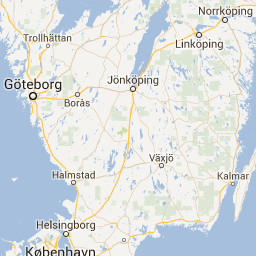 Norrköping
Trollhättan
Linköping
Göteborg
Jönköping
Borås
Växjö
Halmstad
Kalmar
Helsingborg
København